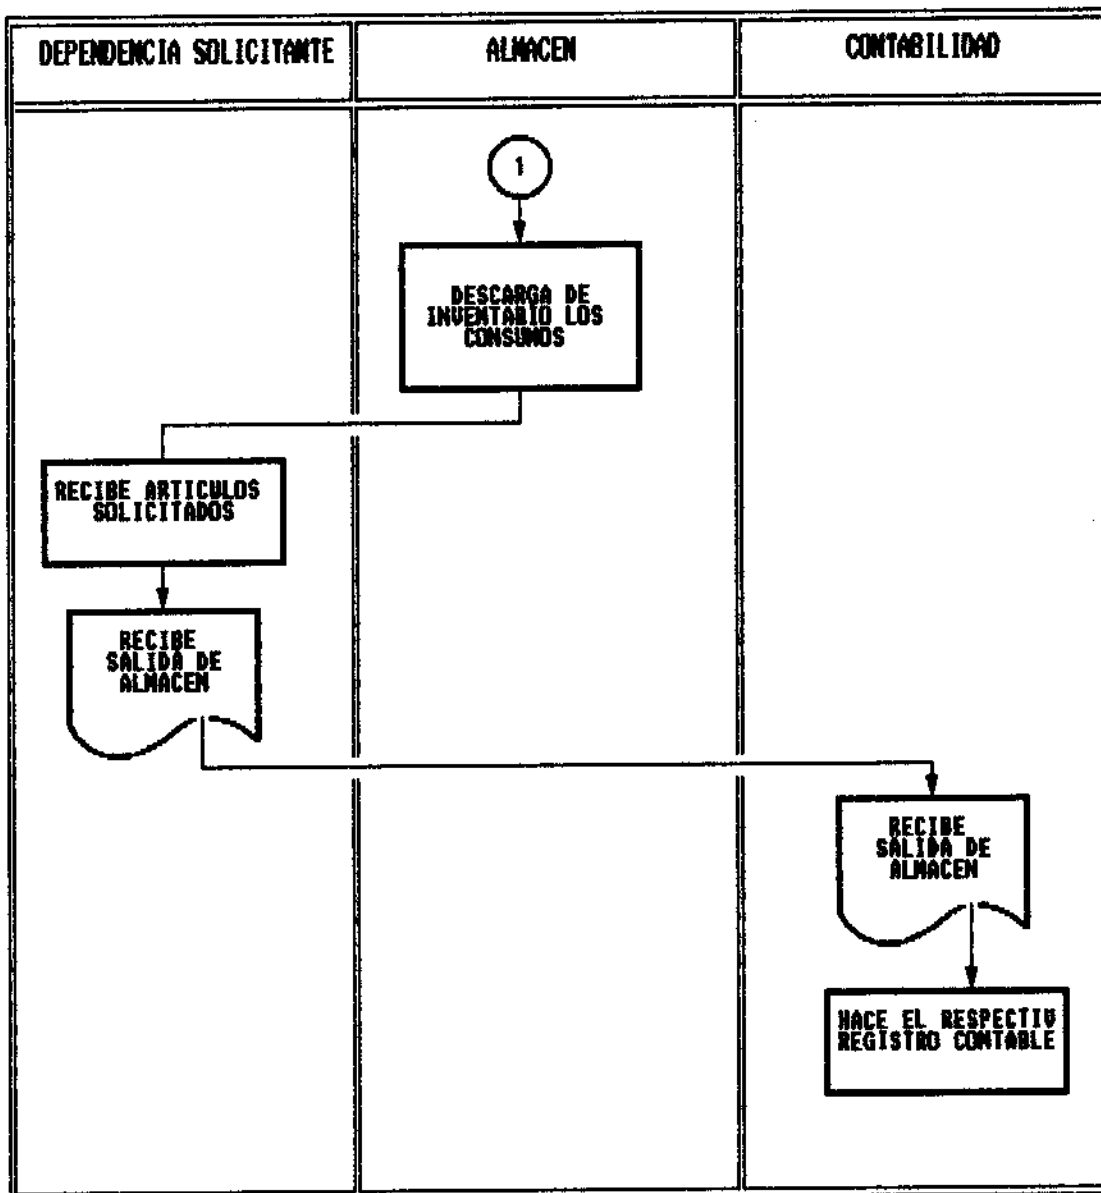 DEPENDENCIA SOLICITANTE
ALMACEN
CONTABILIDAD
1
DESCARGA DE
INVENTARIO LOS
CONSUMOS
RECIBE ARTICULOS
SOLICITADOS
RECIBE
SALIDA DE
ALMACEN
RECIBE
SALIDA DE
ALMACEN
HACE EL RESPECTIV
REGISTRO CONTABLE